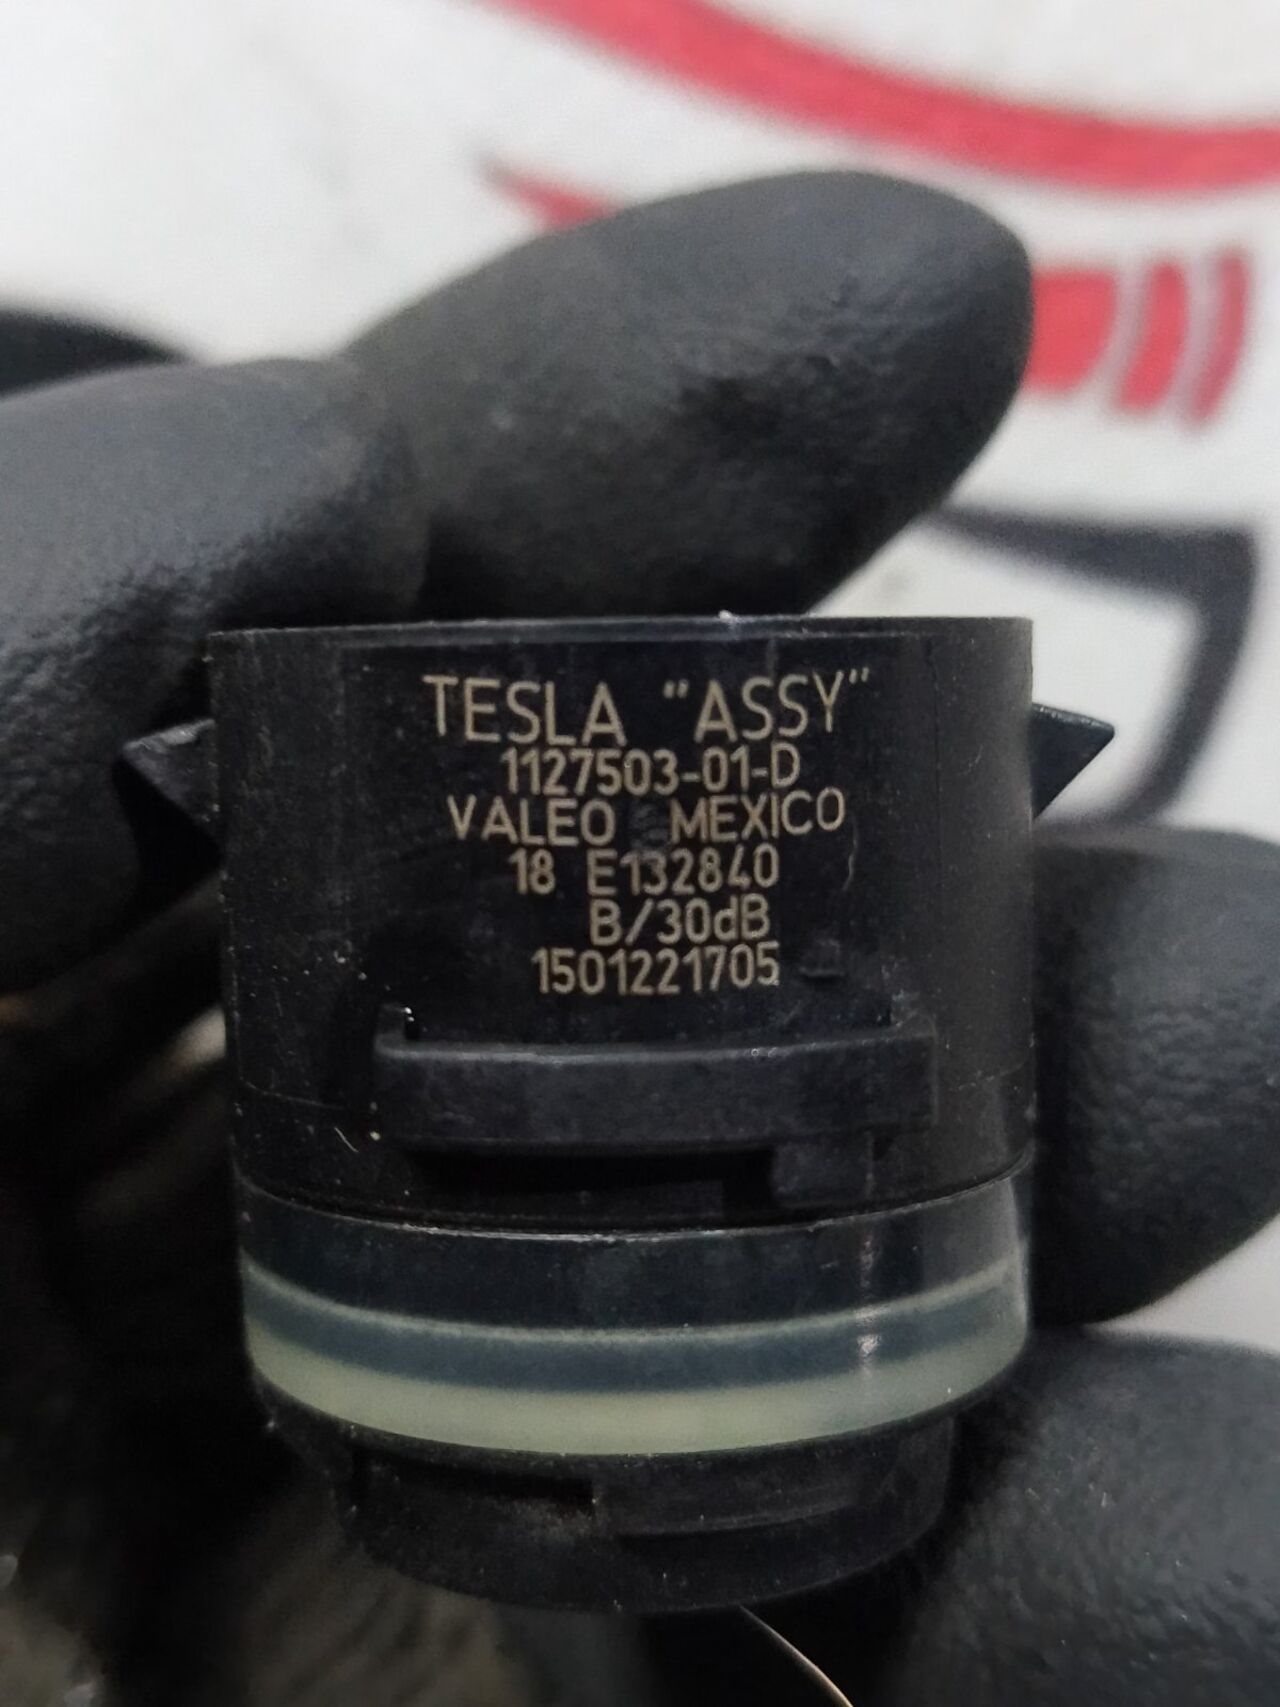 TESLA "ASSY"
1127503-01-D
VALEO MEXICO
18 E132840
B/30dB
1501221705